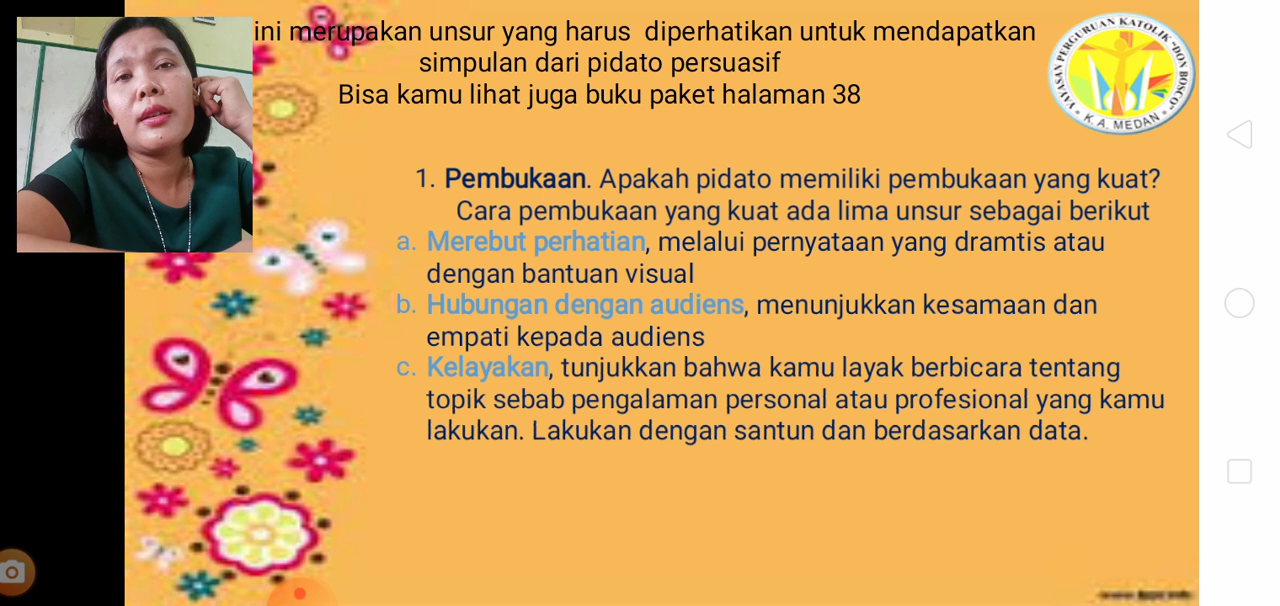 ini merupakan unsur yang harus diperhatikan untuk mendapatkan
simpulan dari pidato persuasif
Bisa kamu lihat juga buku paket halaman 38
YAYASAN PERGURUAN KATOLIK "DON BOSCO"
K.A. MEDAN
1. Pembukaan. Apakah pidato memiliki pembukaan yang kuat?
Cara pembukaan yang kuat ada lima unsur sebagai berikut
a. Merebut perhatian, melalui pernyataan yang dramtis atau
dengan bantuan visual
b. Hubungan dengan audiens, menunjukkan kesamaan dan
empati kepada audiens
c. Kelayakan, tunjukkan bahwa kamu layak berbicara tentang
topik sebab pengalaman personal atau profesional yang kamu
lakukan. Lakukan dengan santun dan berdasarkan data.